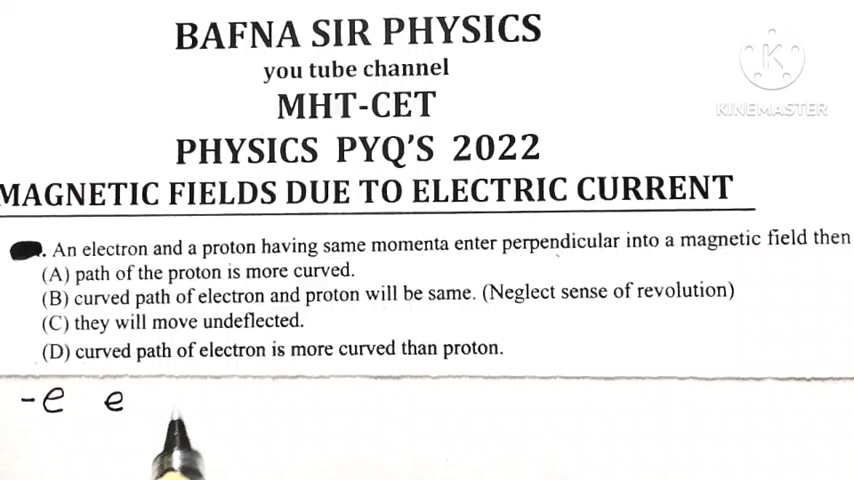 BAFNA SIR PHYSICS
you tube channel
MHT-CET
PHYSICS PYQ'S 2022
MAGNETIC FIELDS DUE TO ELECTRIC CURRENT
KINEMASTER
. An electron and a proton having same momenta enter perpendicular into a magnetic field then
(A) path of the proton is more curved.
(B) curved path of electron and proton will be same. (Neglect sense of revolution)
(C) they will move undeflected.
(D) curved path of electron is more curved than proton.
-e e